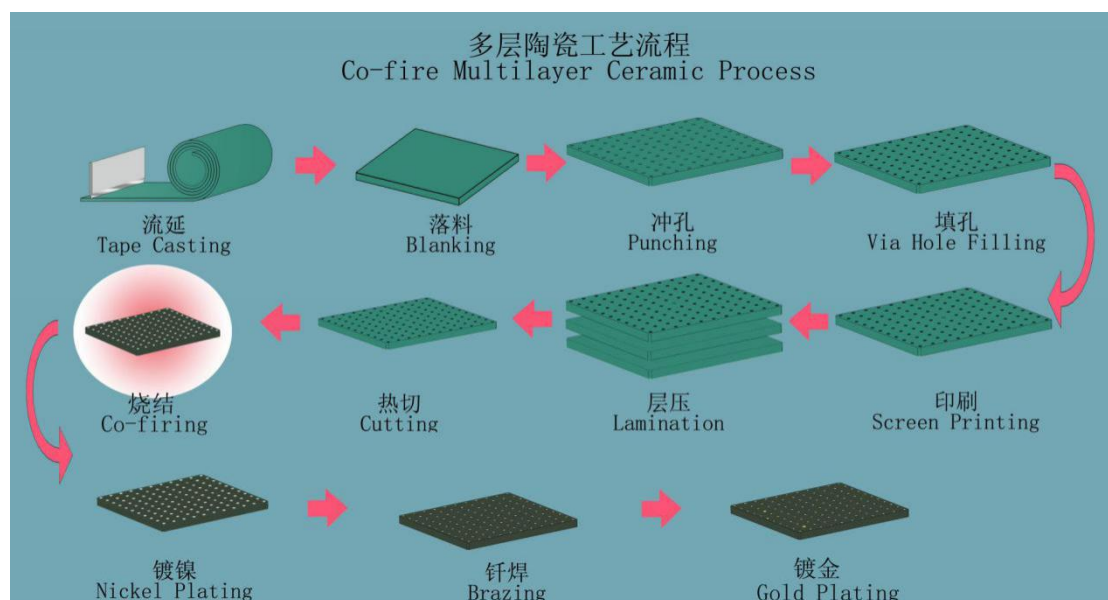 多层陶瓷工艺流程
Co-fire Multilayer Ceramic Process
流延
Tape Casting
落料
Blanking
冲孔
Punching
填孔
Via Hole Filling
印刷
Screen Printing
层压
Lamination
热切
Cutting
烧结
Co-firing
镀镍
Nickel Plating
钎焊
Brazing
镀金
Gold Plating